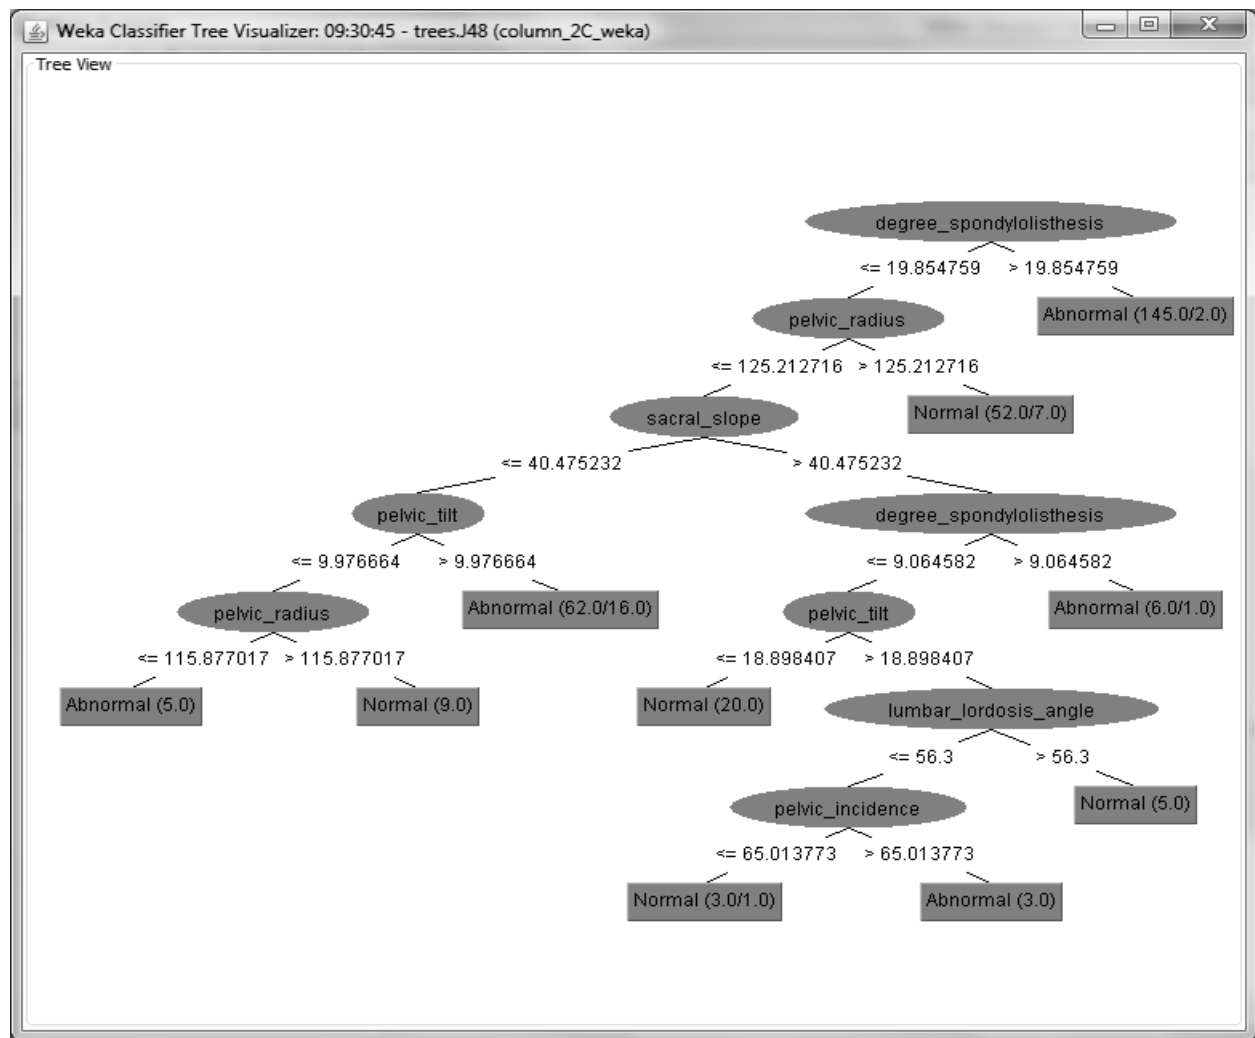 Weka Classifier Tree Visualizer: 09:30:45 - trees.J48 (column_2C_weka)
Tree View
degree_spondylolisthesis
<= 19.854759 > 19.854759
pelvic_radius
Abnormal (145.0/2.0)
<= 125.212716 > 125.212716
sacral_slope
Normal (52.0/7.0)
<= 40.475232 > 40.475232
pelvic_tilt
degree_spondylolisthesis
<= 9.976664 > 9.976664
<= 9.064582 > 9.064582
pelvic_radius
Abnormal (62.0/16.0)
pelvic_tilt
Abnormal (6.0/1.0)
<= 115.877017 > 115.877017
<= 18.898407 > 18.898407
Abnormal (5.0)
Normal (9.0)
Normal (20.0)
lumbar_lordosis_angle
<= 56.3 > 56.3
pelvic_incidence
Normal (5.0)
<= 65.013773 > 65.013773
Normal (3.0/1.0)
Abnormal (3.0)